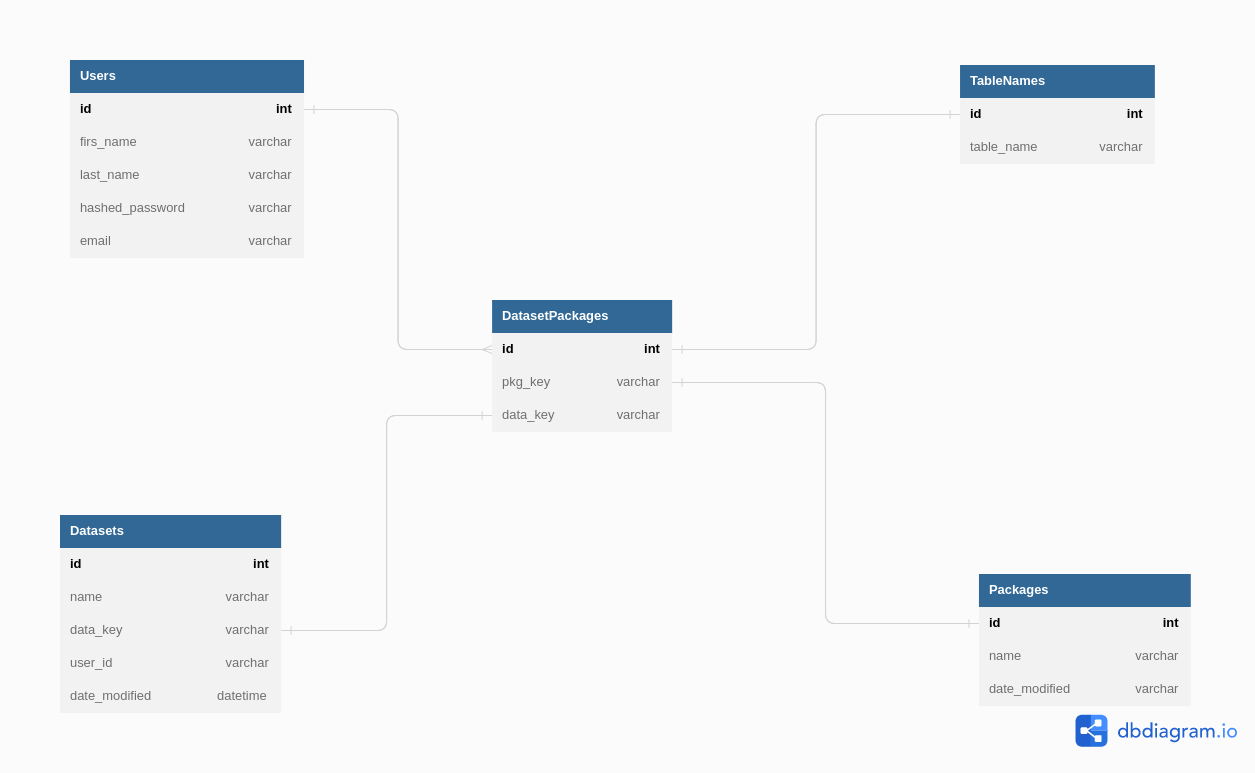 Users
id int
firs_name varchar
last_name varchar
hashed_password varchar
email varchar
TableNames
id int
table_name varchar
DatasetPackages
id int
pkg_key varchar
data_key varchar
Datasets
id int
name varchar
data_key varchar
user_id varchar
date_modified datetime
Packages
id int
name varchar
date_modified varchar
dbdiagram.io